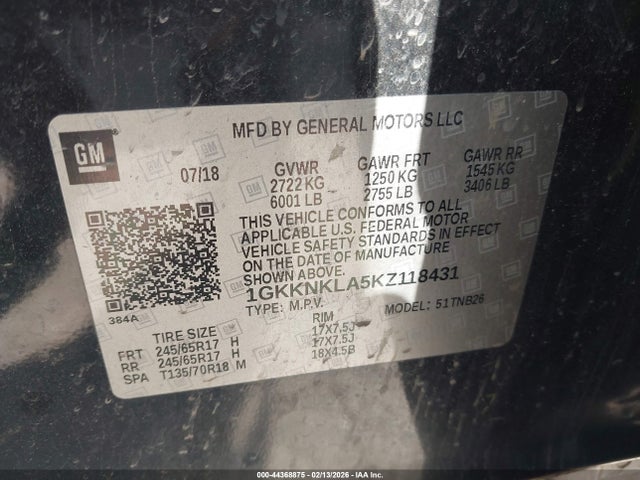 GM
MFD BY GENERAL MOTORS LLC
07/18
GVWR
2722 KG
6001 LB
GAWR FRT
1250 KG
2755 LB
GAWR RR
1545 KG
3406 LB
THIS VEHICLE CONFORMS TO ALL
APPLICABLE U.S. FEDERAL MOTOR
VEHICLE SAFETY STANDARDS IN
EFFECT ON THE DATE OF MANUFACTURE
SHOWN ABOVE.
1GKKNKLA5KZ118431
TYPE: M.P.V.
MODEL: 51TNB26
384A
TIRE SIZE RIM
FRT 245/65R17 H 17X7.5J
RR 245/65R17 H 17X7.5J
SPA T135/70R18 M 18X4.5B
000-44368875 - 02/13/2026 - IAA Inc.